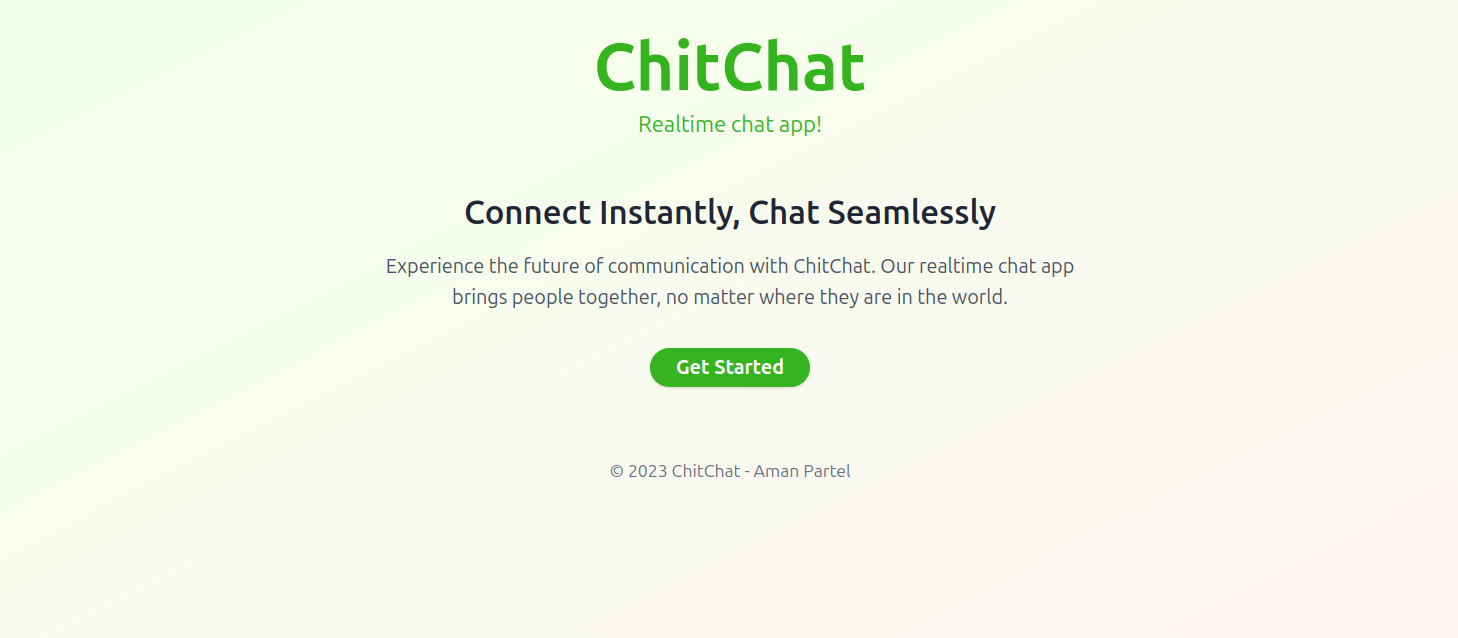 ChitChat
Realtime chat app!
Connect Instantly, Chat Seamlessly
Experience the future of communication with ChitChat. Our realtime chat app
brings people together, no matter where they are in the world.
Get Started
© 2023 ChitChat - Aman Partel